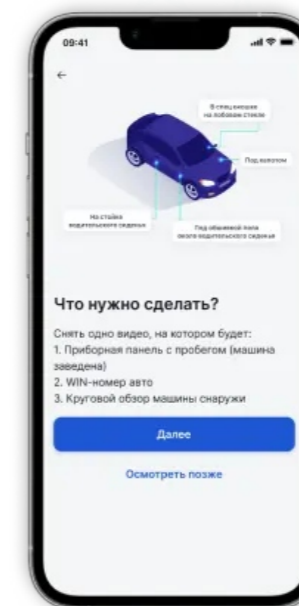 09:41
В спец окошке
на лобовом стекле
Под капотом
На стойке
водительского сиденья
Под обшивкой пола
около водительского сиденья
Что нужно сделать?
Снять одно видео, на котором будет:
1. Приборная панель с пробегом (машина
заведена)
2. WIN-номер авто
3. Круговой обзор машины снаружи
Далее
Осмотреть позже